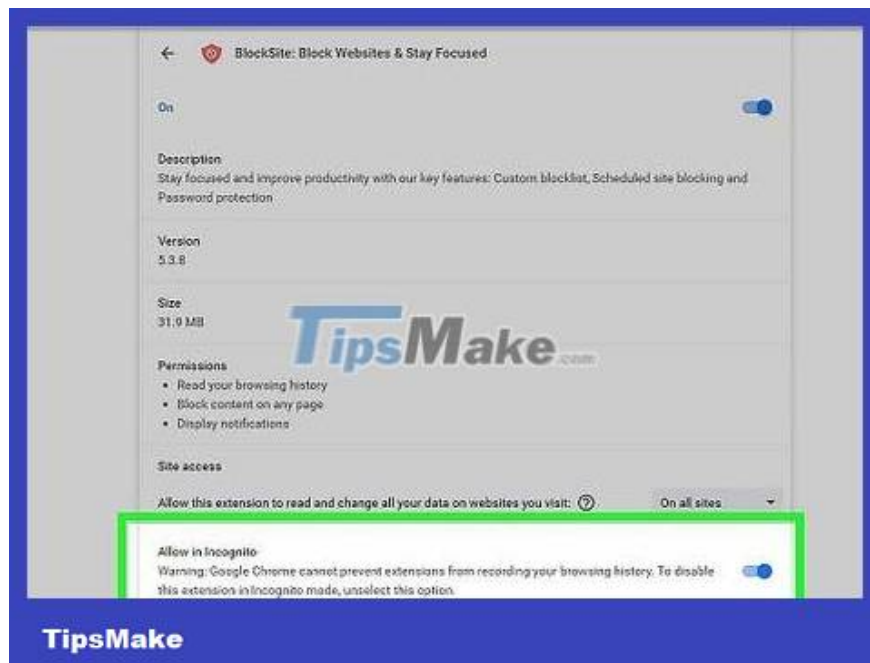 BlockSite: Block Websites & Stay Focused
On
Description
Stay focused and improve productivity with our key features: Custom blocklist, Scheduled site blocking and
Password protection
Version
5.3.8
Size
31.9 MB
TipsMake.com
Permissions
• Read your browsing history
• Block content on any page
• Display notifications
Site access
Allow this extension to read and change all your data on websites you visit: On all sites
Allow in Incognito
Warning: Google Chrome cannot prevent extensions from recording your browsing history. To disable
this extension in Incognito mode, unselect this option.
TipsMake